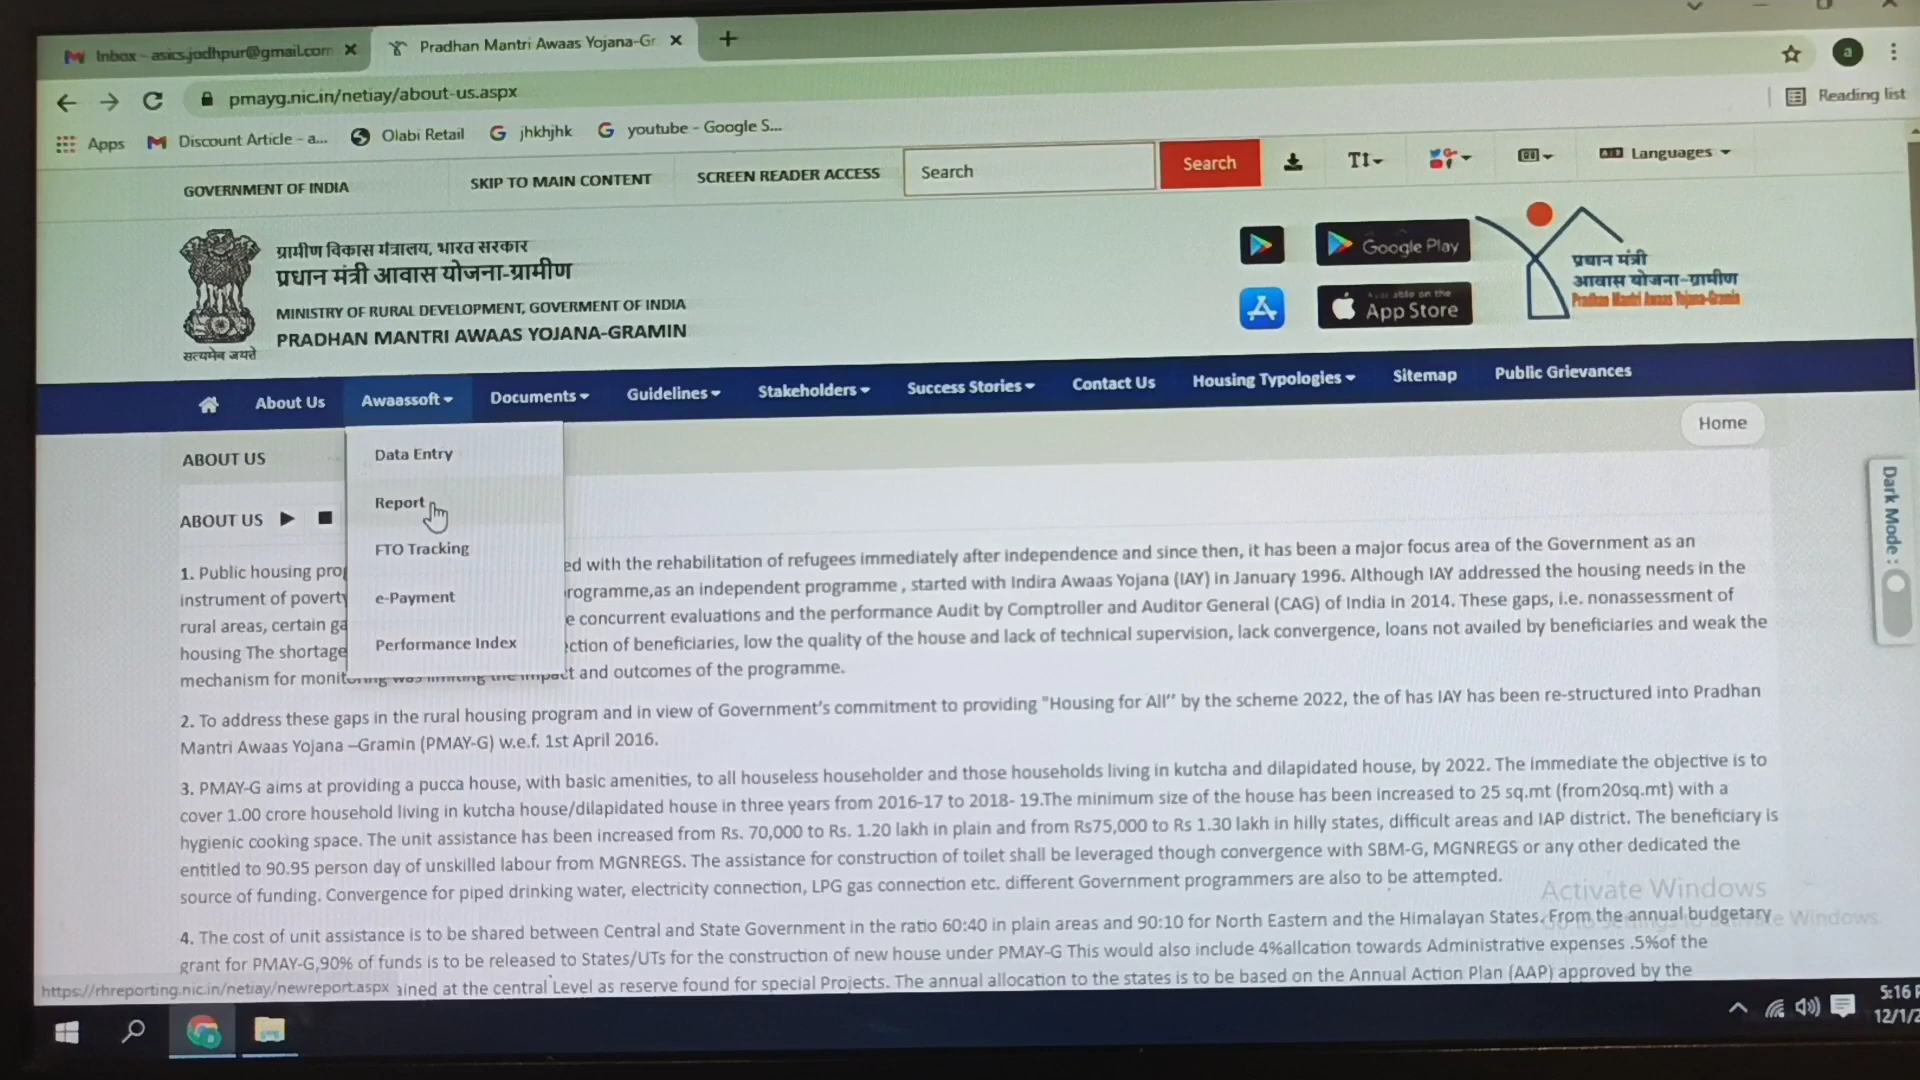 Inbox - asicsjodhpur@gmail.com
Pradhan Mantri Awaas Yojana-Gr
a
pmayg.nic.in/netiay/about-us.aspx
Reading list
Apps
Discount Article - a...
Olabi Retail
jhkhjhk
youtube - Google S...
GOVERNMENT OF INDIA
SKIP TO MAIN CONTENT
SCREEN READER ACCESS
Search
Search
Languages
ग्रामीण विकास मंत्रालय, भारत सरकार
प्रधान मंत्री आवास योजना-ग्रामीण
MINISTRY OF RURAL DEVELOPMENT, GOVERMENT OF INDIA
PRADHAN MANTRI AWAAS YOJANA-GRAMIN
सत्यमेव जयते
Google Play
Available on the
App Store
प्रधान मंत्री
आवास योजना-ग्रामीण
Pradhan Mantri Awaas Yojana-Gramin
About Us
Awaassoft
Documents
Guidelines
Stakeholders
Success Stories
Contact Us
Housing Typologies
Sitemap
Public Grievances
Home
ABOUT US
Data Entry
Report
FTO Tracking
e-Payment
Performance Index
Dark Mode :
ABOUT US
1. Public housing pro ed with the rehabilitation of refugees immediately after independence and since then, it has been a major focus area of the Government as an
instrument of poverty rogramme,as an independent programme , started with Indira Awaas Yojana (IAY) in January 1996. Although IAY addressed the housing needs in the
rural areas, certain ga e concurrent evaluations and the performance Audit by Comptroller and Auditor General (CAG) of India in 2014. These gaps, i.e. nonassessment of
housing The shortage ction of beneficiaries, low the quality of the house and lack of technical supervision, lack convergence, loans not availed by beneficiaries and weak the
mechanism for monitoring was limiting the impact and outcomes of the programme.
2. To address these gaps in the rural housing program and in view of Government's commitment to providing "Housing for All'' by the scheme 2022, the of has IAY has been re-structured into Pradhan
Mantri Awaas Yojana –Gramin (PMAY-G) w.e.f. 1st April 2016.
3. PMAY-G aims at providing a pucca house, with basic amenities, to all houseless householder and those households living in kutcha and dilapidated house, by 2022. The immediate the objective is to
cover 1.00 crore household living in kutcha house/dilapidated house in three years from 2016-17 to 2018- 19.The minimum size of the house has been increased to 25 sq.mt (from20sq.mt) with a
hygienic cooking space. The unit assistance has been increased from Rs. 70,000 to Rs. 1.20 lakh in plain and from Rs75,000 to Rs 1.30 lakh in hilly states, difficult areas and IAP district. The beneficiary is
entitled to 90.95 person day of unskilled labour from MGNREGS. The assistance for construction of toilet shall be leveraged though convergence with SBM-G, MGNREGS or any other dedicated the
source of funding. Convergence for piped drinking water, electricity connection, LPG gas connection etc. different Government programmers are also to be attempted.
Activate Windows
4. The cost of unit assistance is to be shared between Central and State Government in the ratio 60:40 in plain areas and 90:10 for North Eastern and the Himalayan States. From the annual budgetary
grant for PMAY-G,90% of funds is to be released to States/UTs for the construction of new house under PMAY-G This would also include 4%allcation towards Administrative expenses .5%of the
https://rhreporting.nic.in/netiay/newreport.aspx ained at the central Level as reserve found for special Projects. The annual allocation to the states is to be based on the Annual Action Plan (AAP) approved by the
5:16 P
12/1/2